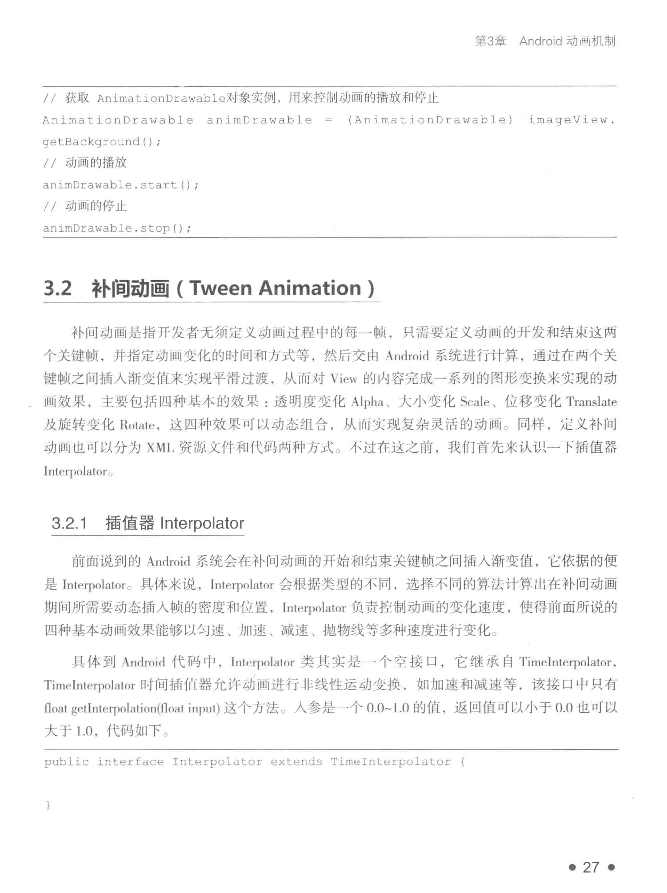 第3章 Android 动画机制
// 获取 AnimationDrawable对象实例，用来控制动画的播放和停止
AnimationDrawable animDrawable = (AnimationDrawable) imageView.
getBackground();
// 动画的播放
animDrawable.start();
// 动画的停止
animDrawable.stop();
3.2 补间动画（Tween Animation）
补间动画是指开发者无须定义动画过程中的每一帧，只需要定义动画的开发和结束这两
个关键帧，并指定动画变化的时间和方式等，然后交由 Android 系统进行计算，通过在两个关
键帧之间插入渐变值来实现平滑过渡，从而对 View 的内容完成一系列的图形变换来实现的动
画效果，主要包括四种基本的效果：透明度变化 Alpha、大小变化 Scale、位移变化 Translate
及旋转变化 Rotate，这四种效果可以动态组合，从而实现复杂灵活的动画。同样，定义补间
动画也可以分为 XML 资源文件和代码两种方式。不过在这之前，我们首先来认识一下插值器
Interpolator。
3.2.1 插值器 Interpolator
前面说到的 Android 系统会在补间动画的开始和结束关键帧之间插入渐变值，它依据的便
是 Interpolator。具体来说，Interpolator 会根据类型的不同，选择不同的算法计算出在补间动画
期间所需要动态插入帧的密度和位置，Interpolator 负责控制动画的变化速度，使得前面所说的
四种基本动画效果能够以匀速、加速、减速、抛物线等多种速度进行变化。
具体到 Android 代码中，Interpolator 类其实是一个空接口，它继承自 TimeInterpolator，
TimeInterpolator 时间插值器允许动画进行非线性运动变换，如加速和减速等，该接口中只有
float getInterpolation(float input) 这个方法。入参是一个 0.0~1.0 的值，返回值可以小于 0.0 也可以
大于 1.0，代码如下。
public interface Interpolator extends TimeInterpolator {
}
• 27 •